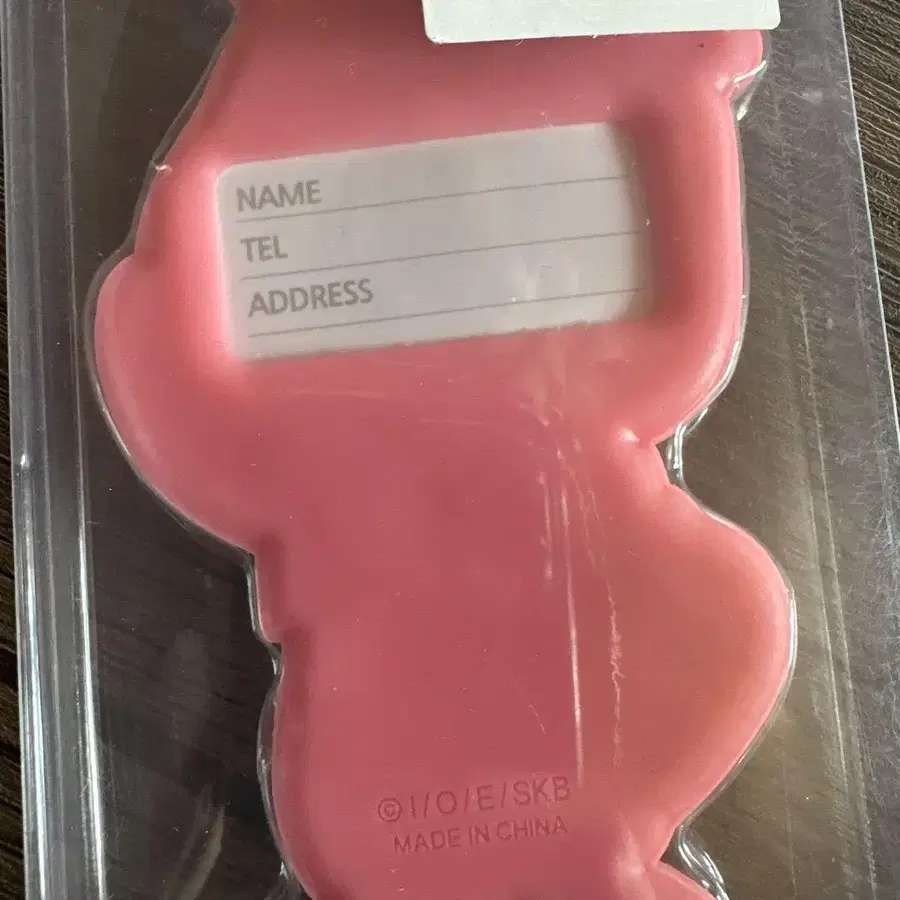 NAME
TEL
ADDRESS
©I/O/E/SKB
MADE IN CHINA